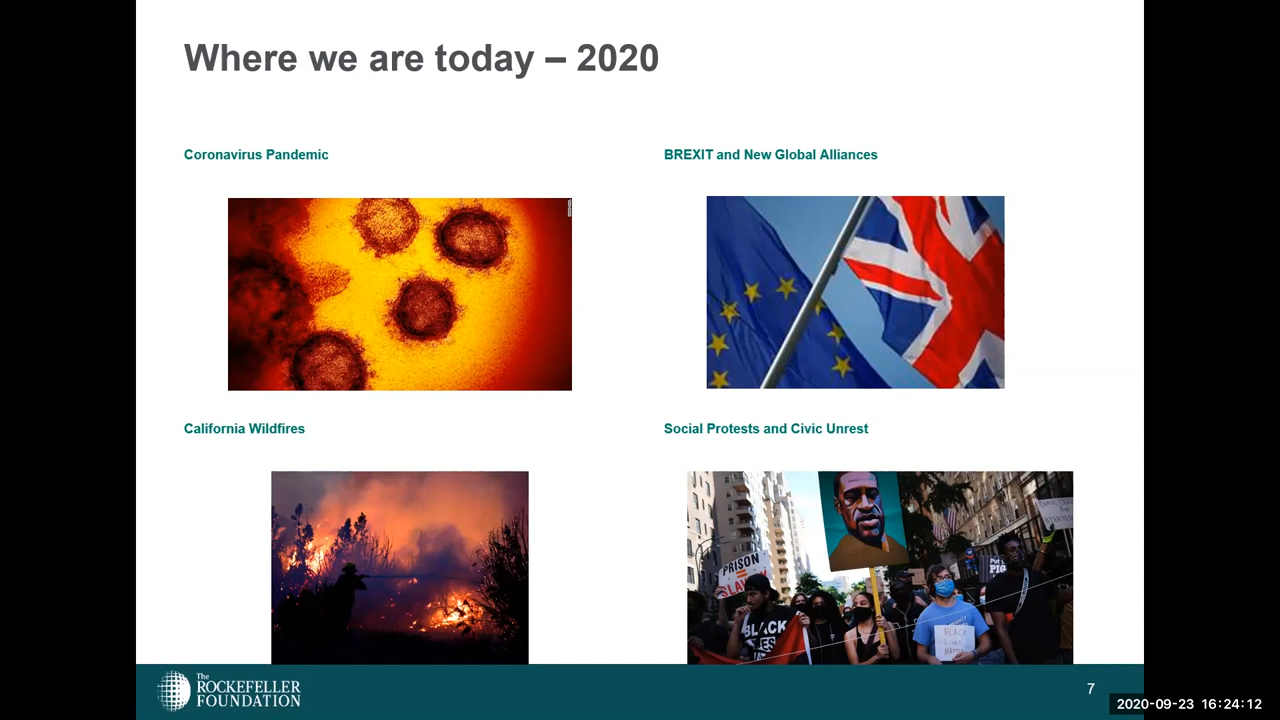 Where we are today – 2020
Coronavirus Pandemic
BREXIT and New Global Alliances
California Wildfires
Social Protests and Civic Unrest
PRISON
=
BLACK
BLACK
LIVES
MATTER
The
ROCKEFELLER
FOUNDATION
7
2020-09-23 16:24:12